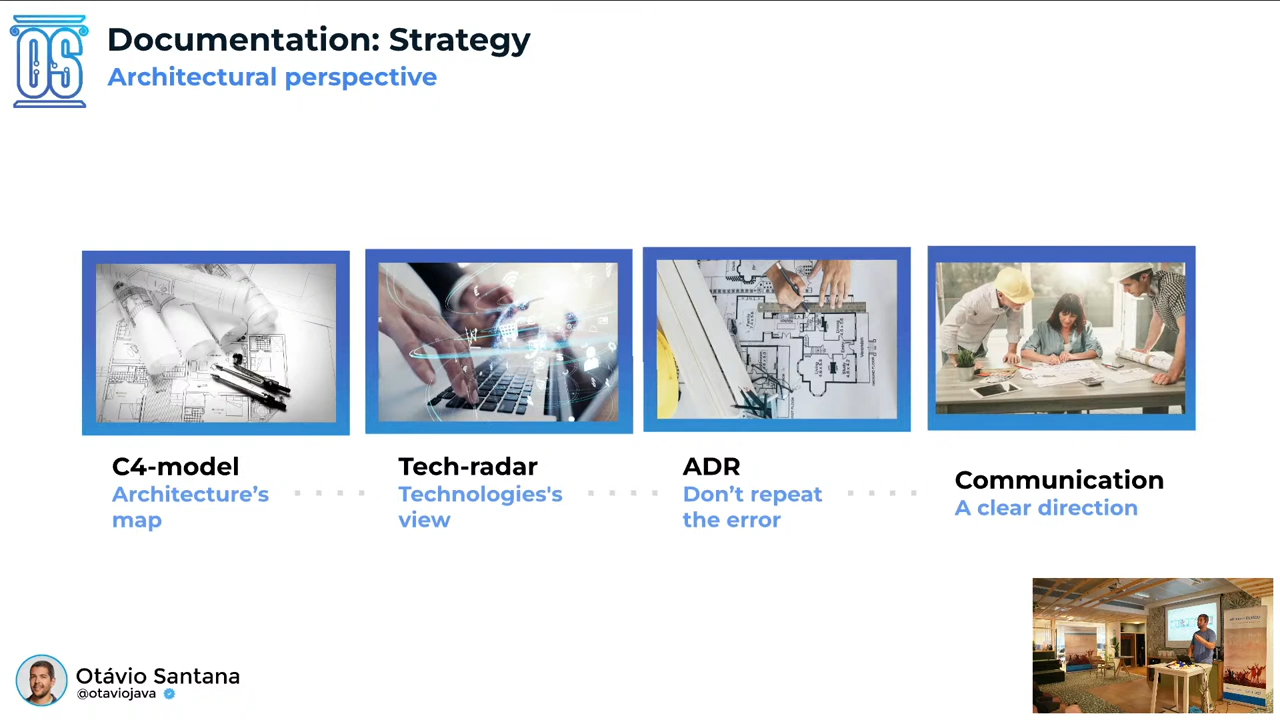 OS
Documentation: Strategy
Architectural perspective
C4-model
Architecture's
map
Tech-radar
Technologies's
view
ADR
Don't repeat
the error
Communication
A clear direction
Otávio Santana
@otaviojava